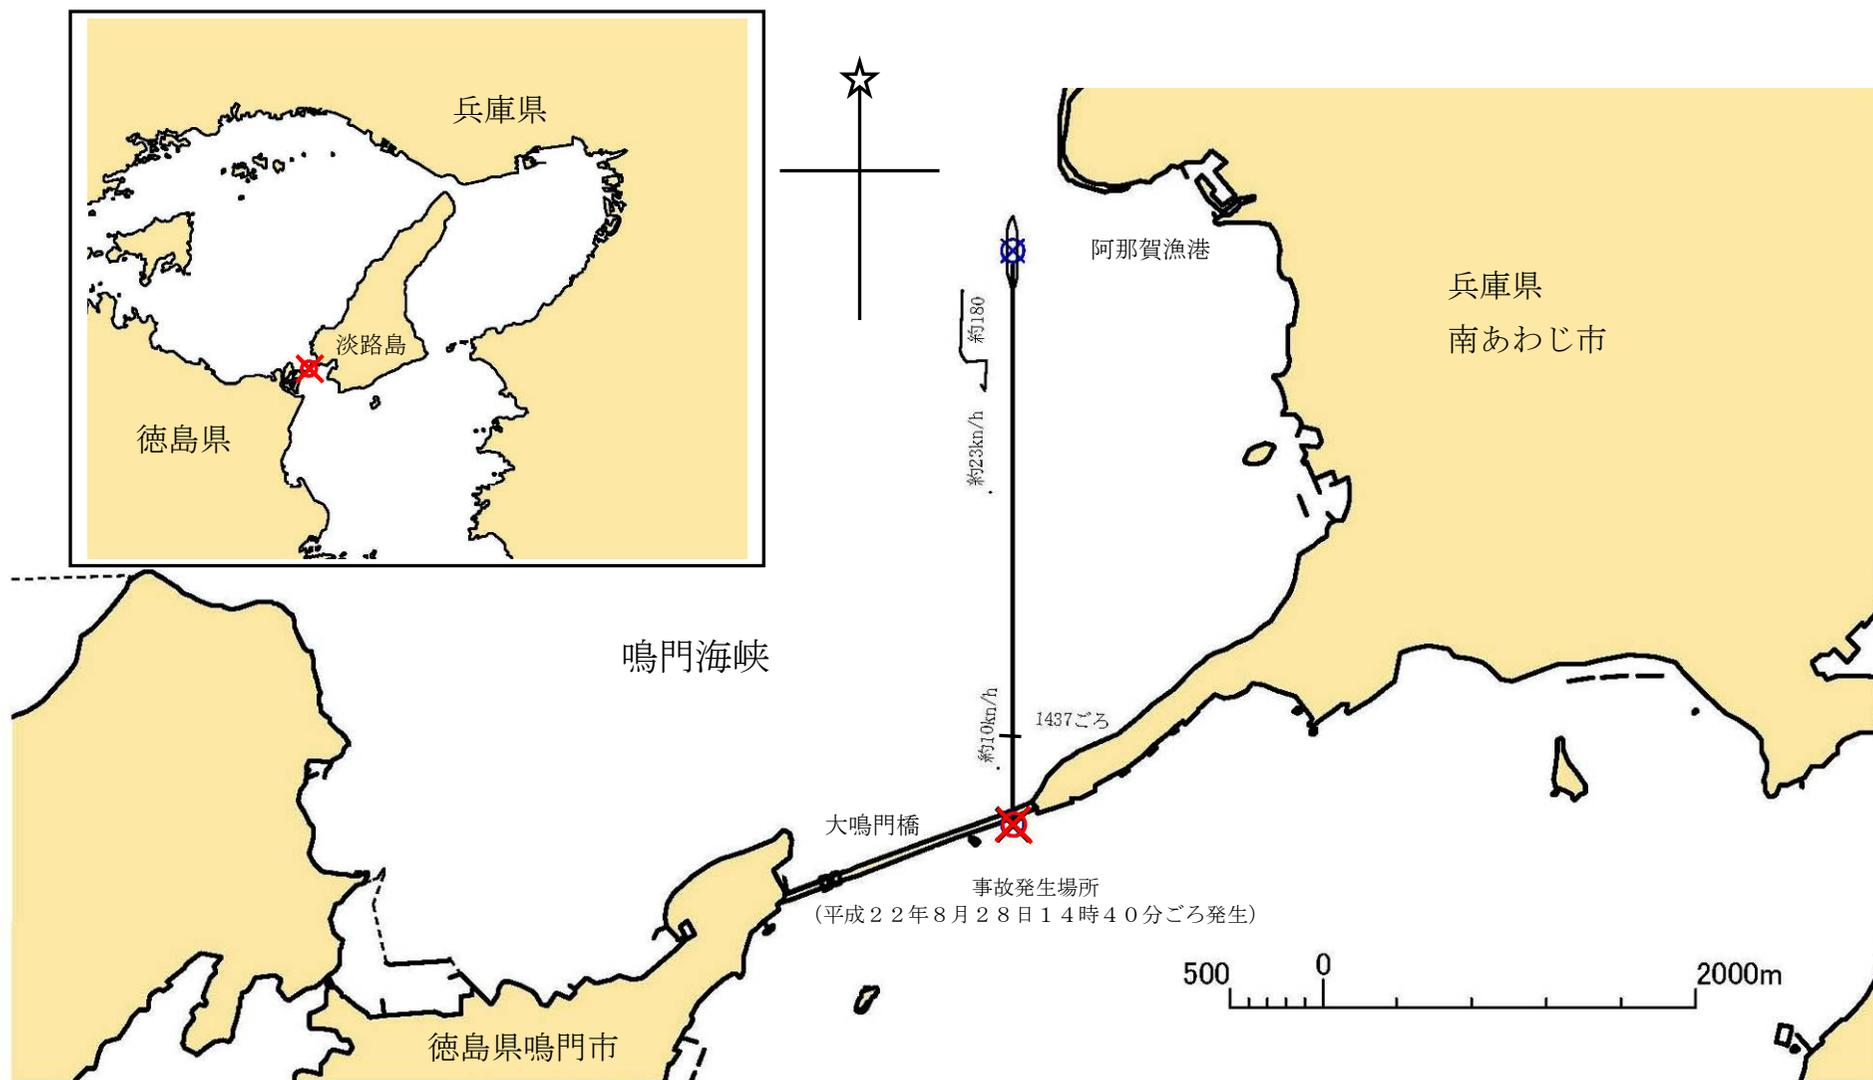 兵庫県
淡路島
徳島県
阿那賀漁港
兵庫県
南あわじ市
約180
約23kn/h
鳴門海峡
約10kn/h
1437ごろ
大鳴門橋
事故発生場所
(平成２２年８月２８日１４時４０分ごろ発生)
500 0 2000m
徳島県鳴門市